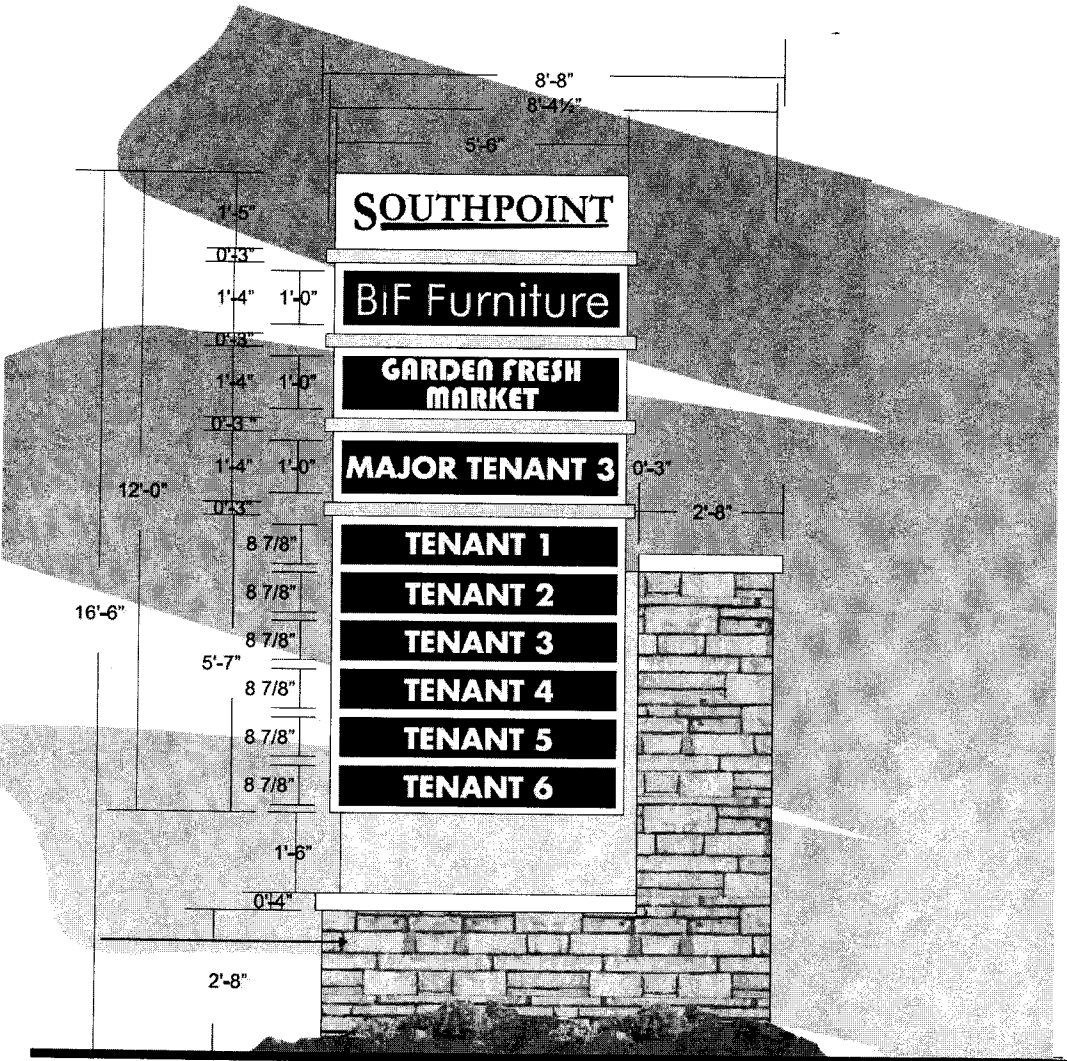 8'-8"
8'-4½"
5'-6"
SOUTHPOINT
1'-5"
0'-3"
1'-4" 1'-0" BiF Furniture
0'-3"
1'-4" 1'-0" GARDEN FRESH
MARKET
0'-3"
1'-4" 1'-0" MAJOR TENANT 3 0'-3"
12'-0"
0'-3" 2'-8"
8 7/8" TENANT 1
8 7/8" TENANT 2
16'-6"
8 7/8" TENANT 3
5'-7"
8 7/8" TENANT 4
8 7/8" TENANT 5
8 7/8" TENANT 6
1'-6"
0'-4"
2'-8"